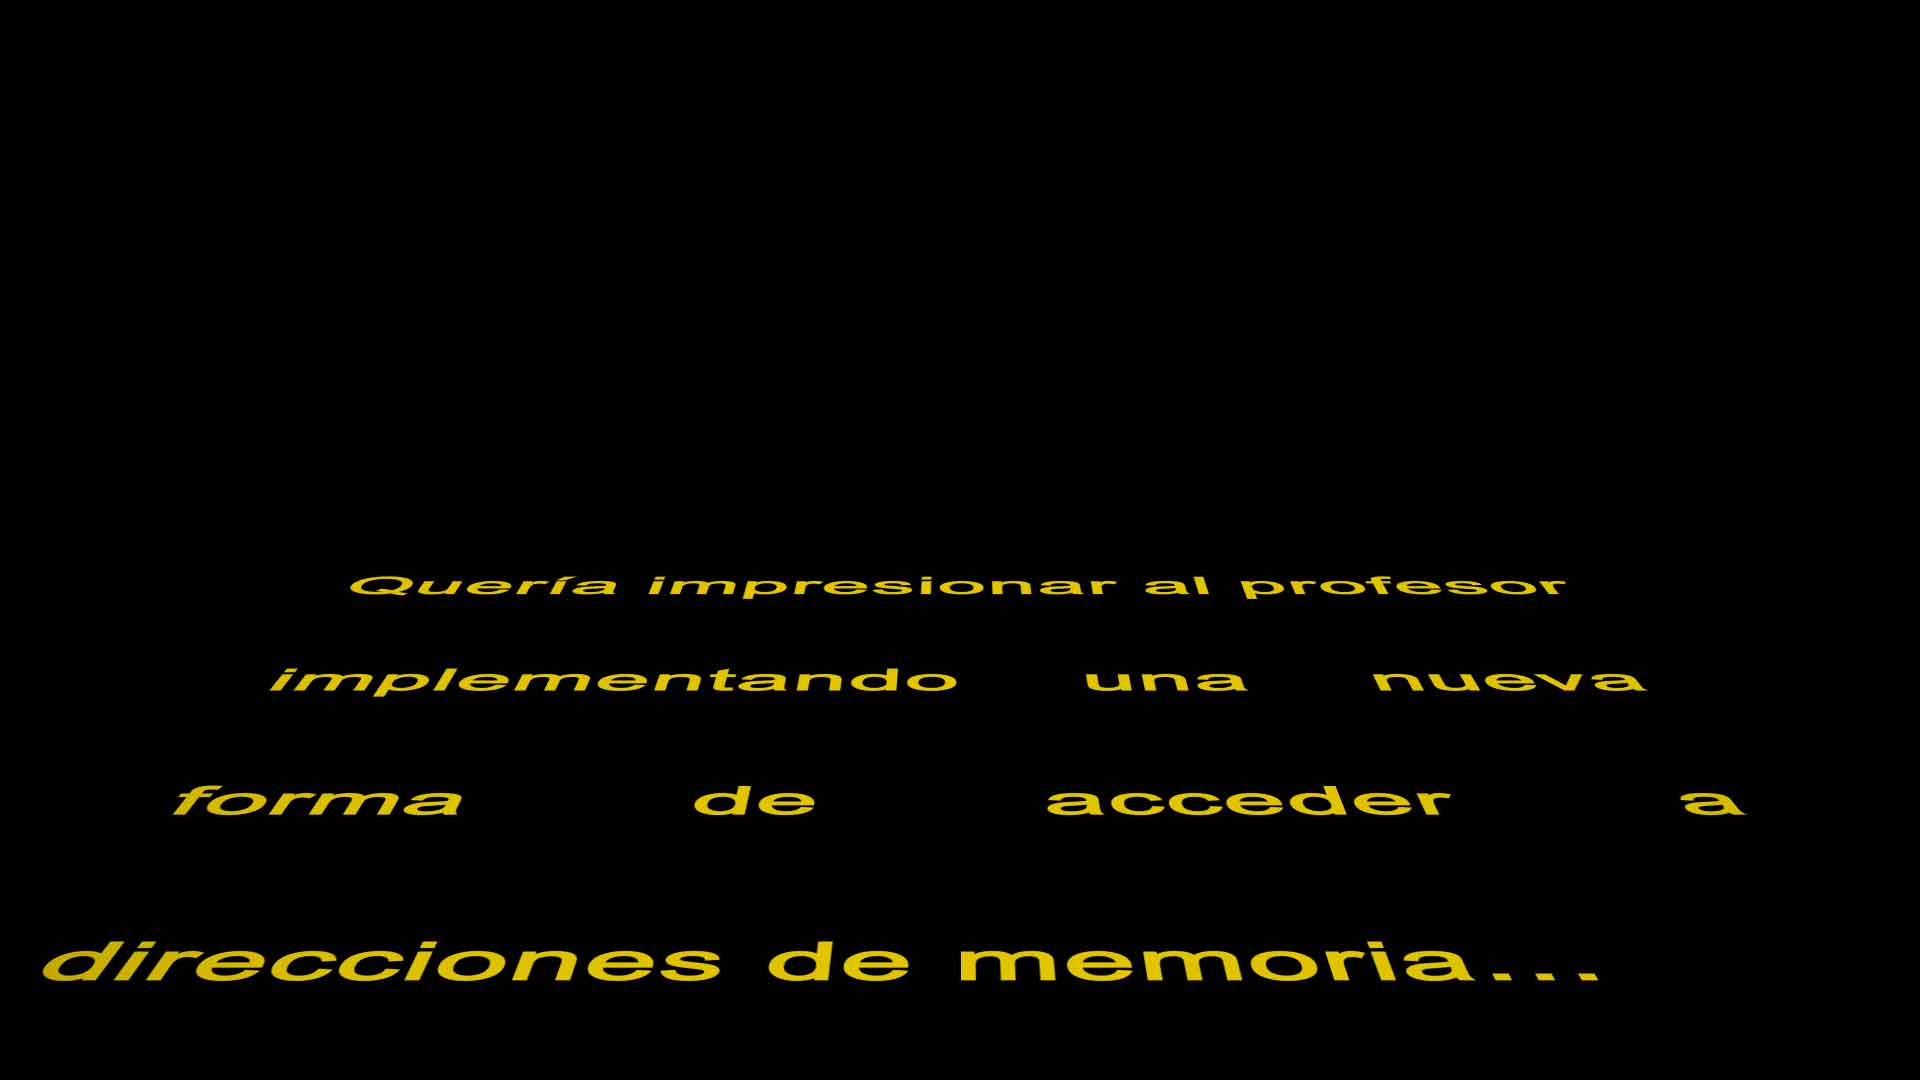 Quería impresionar al profesor
implementando una nueva
forma de acceder a
direcciones de memoria...